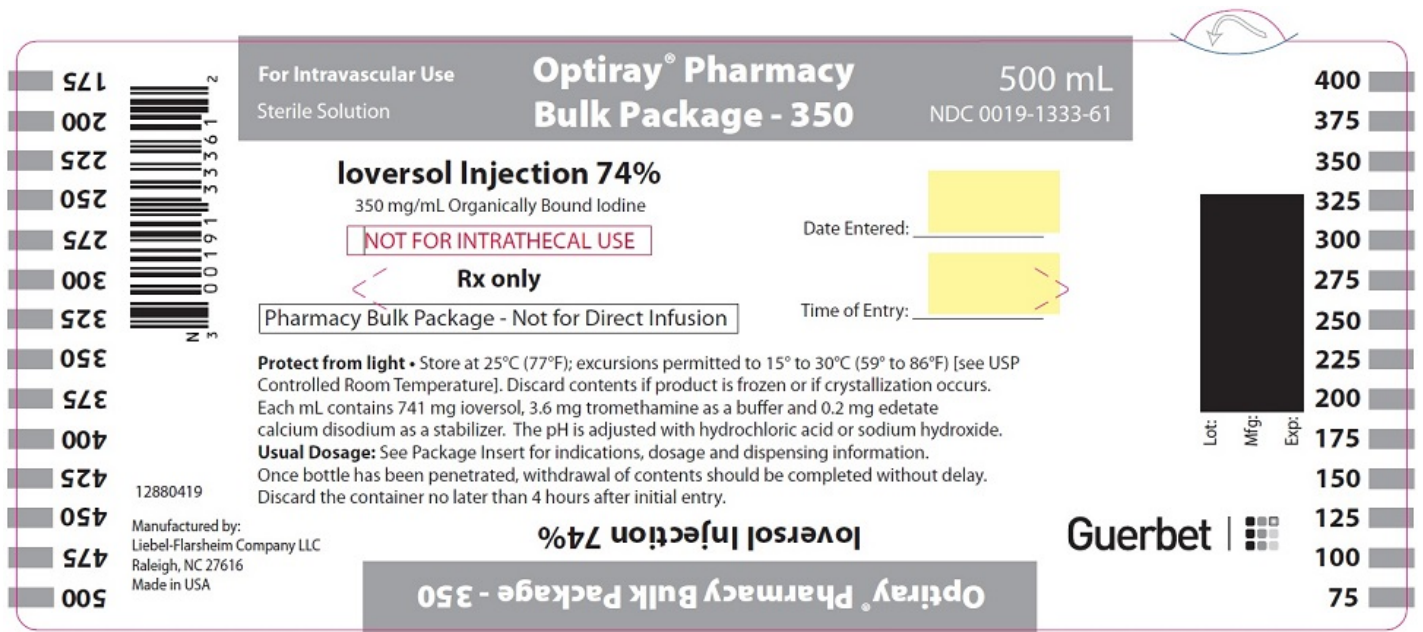 175
200
225
250
275
300
325
350
375
400
425
450
475
500
N
3 00191 33361 2
For Intravascular Use
Sterile Solution
Optiray® Pharmacy
Bulk Package - 350
500 mL
NDC 0019-1333-61
Ioversol Injection 74%
350 mg/mL Organically Bound Iodine
NOT FOR INTRATHECAL USE
Rx only
Pharmacy Bulk Package - Not for Direct Infusion
Date Entered:
Time of Entry:
Protect from light • Store at 25°C (77°F); excursions permitted to 15° to 30°C (59° to 86°F) [see USP
Controlled Room Temperature]. Discard contents if product is frozen or if crystallization occurs.
Each mL contains 741 mg ioversol, 3.6 mg tromethamine as a buffer and 0.2 mg edetate
calcium disodium as a stabilizer. The pH is adjusted with hydrochloric acid or sodium hydroxide.
Usual Dosage: See Package Insert for indications, dosage and dispensing information.
Once bottle has been penetrated, withdrawal of contents should be completed without delay.
Discard the container no later than 4 hours after initial entry.
12880419
Manufactured by:
Liebel-Flarsheim Company LLC
Raleigh, NC 27616
Made in USA
Ioversol Injection 74%
Optiray® Pharmacy Bulk Package - 350
Guerbet
Lot:
Mfg:
Exp:
400
375
350
325
300
275
250
225
200
175
150
125
100
75